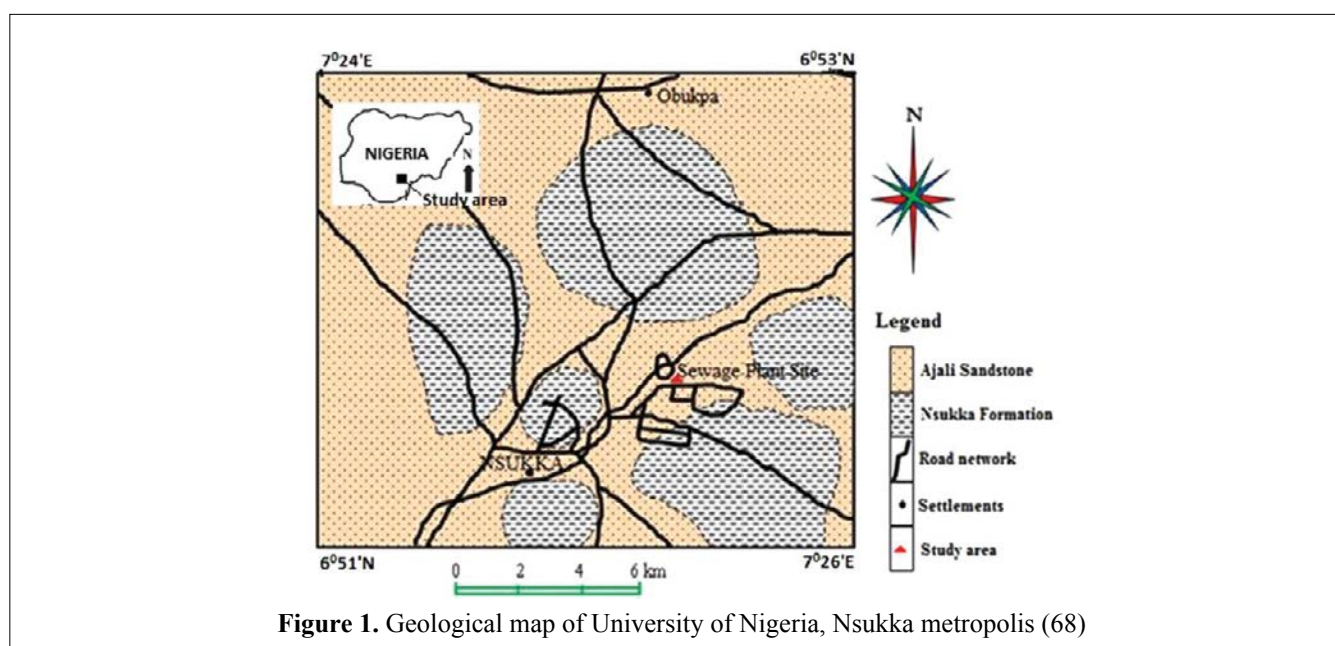 7⁰24'E
6⁰53'N
Obukpa
N
NIGERIA
N
Study area
Legend
Ajali Sandstone
Sewage Plant Site
Nsukka Formation
Road network
NSUKKA
Settlements
Study area
6⁰51'N
7⁰26'E
0 2 4 6 km
Figure 1. Geological map of University of Nigeria, Nsukka metropolis (68)